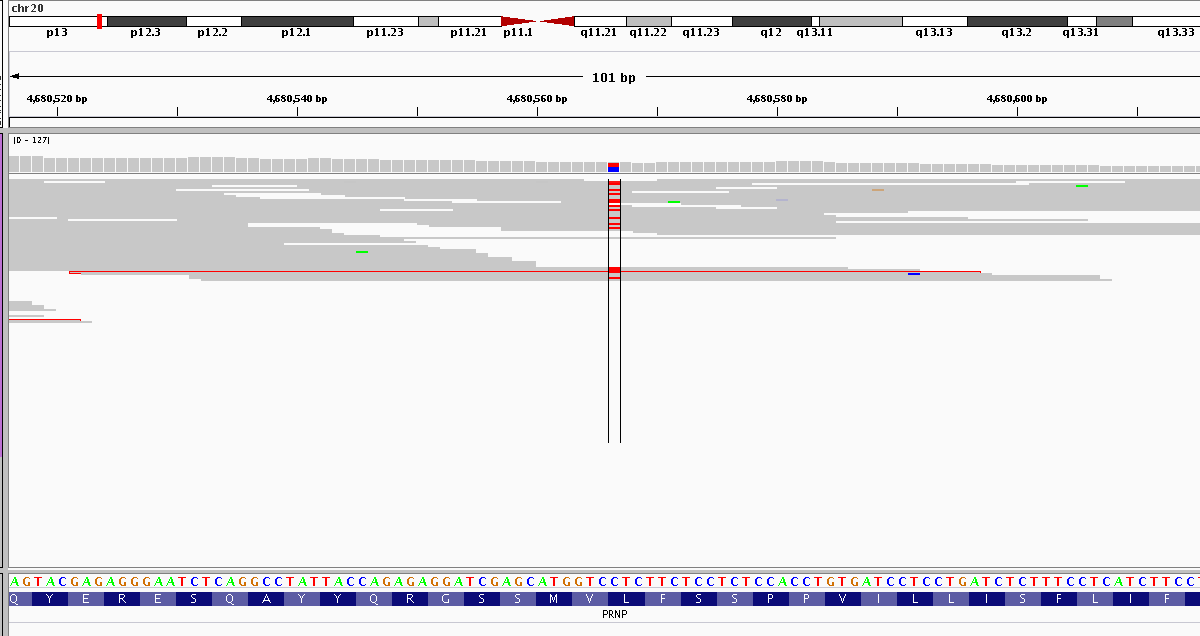 chr20
p13 p12.3 p12.2 p12.1 p11.23 p11.21 p11.1 q11.21 q11.22 q11.23 q12 q13.11 q13.13 q13.2 q13.31 q13.33
101 bp
4,680,520 bp 4,680,540 bp 4,680,560 bp 4,680,580 bp 4,680,600 bp
[0 - 127]
AGTACGAGAGGGAATCTCAGGCCTATTACCAGAGAGGATCGAGCATGGTCCTCTTCTCCTCTCCACCTGTGATCCTCCTGATCTCTTTCCTCATCTTCCT
Q Y E R E S Q A Y Y Q R G S S M V L F S S P P V I L L I S F L I F
PRNP